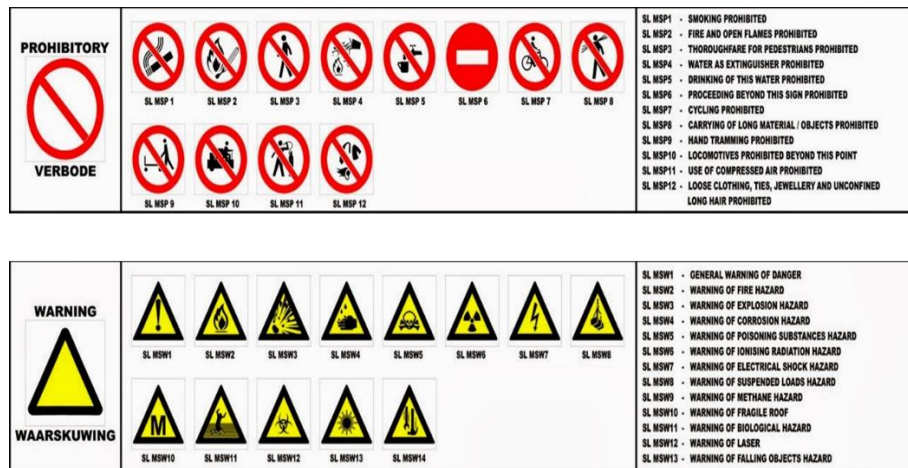 PROHIBITORY
VERBODE
SL MSP 1 SL MSP 2 SL MSP 3 SL MSP 4 SL MSP 5 SL MSP 6 SL MSP 7 SL MSP 8
SL MSP 9 SL MSP 10 SL MSP 11 SL MSP 12
SL MSP1 - SMOKING PROHIBITED
SL MSP2 - FIRE AND OPEN FLAMES PROHIBITED
SL MSP3 - THOROUGHFARE FOR PEDESTRIANS PROHIBITED
SL MSP4 - WATER AS EXTINGUISHER PROHIBITED
SL MSP5 - DRINKING OF THIS WATER PROHIBITED
SL MSP6 - PROCEEDING BEYOND THIS SIGN PROHIBITED
SL MSP7 - CYCLING PROHIBITED
SL MSP8 - CARRYING OF LONG MATERIAL / OBJECTS PROHIBITED
SL MSP9 - HAND TRAMMING PROHIBITED
SL MSP10 - LOCOMOTIVES PROHIBITED BEYOND THIS POINT
SL MSP11 - USE OF COMPRESSED AIR PROHIBITED
SL MSP12 - LOOSE CLOTHING, TIES, JEWELLERY AND UNCONFINED
LONG HAIR PROHIBITED
WARNING
WAARSKUWING
SL MSW1 SL MSW2 SL MSW3 SL MSW4 SL MSW5 SL MSW6 SL MSW7 SL MSW8
M
SL MSW10 SL MSW11 SL MSW12 SL MSW13 SL MSW14
SL MSW1 - GENERAL WARNING OF DANGER
SL MSW2 - WARNING OF FIRE HAZARD
SL MSW3 - WARNING OF EXPLOSION HAZARD
SL MSW4 - WARNING OF CORROSION HAZARD
SL MSW5 - WARNING OF POISONING SUBSTANCES HAZARD
SL MSW6 - WARNING OF IONISING RADIATION HAZARD
SL MSW7 - WARNING OF ELECTRICAL SHOCK HAZARD
SL MSW8 - WARNING OF SUSPENDED LOADS HAZARD
SL MSW9 - WARNING OF METHANE HAZARD
SL MSW10 - WARNING OF FRAGILE ROOF
SL MSW11 - WARNING OF BIOLOGICAL HAZARD
SL MSW12 - WARNING OF LASER
SL MSW13 - WARNING OF FALLING OBJECTS HAZARD